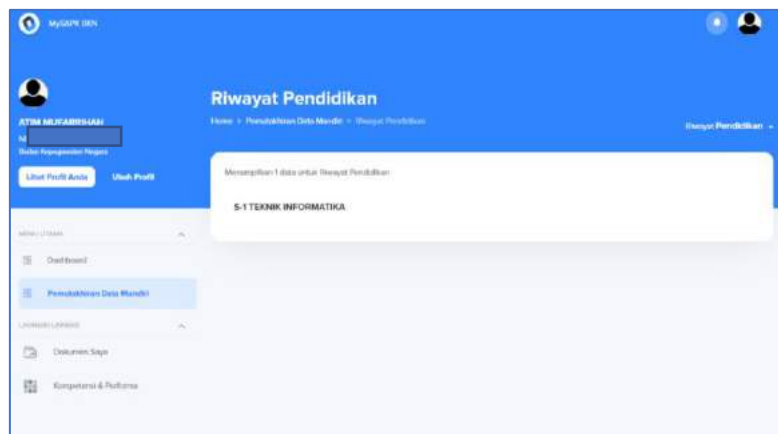 MySAPK BKN
ATIM MUFARRIHAH
Badan Kepegawaian Negara
Lihat Profil Anda
Ubah Profil
Riwayat Pendidikan
Home > Pemutakhiran Data Mandiri > Riwayat Pendidikan
Riwayat Pendidikan
Menampilkan 1 data untuk Riwayat Pendidikan
S-1 TEKNIK INFORMATIKA
MENU UTAMA
Dashboard
Pemutakhiran Data Mandiri
Dokumen Saya
Kompetensi & Performa